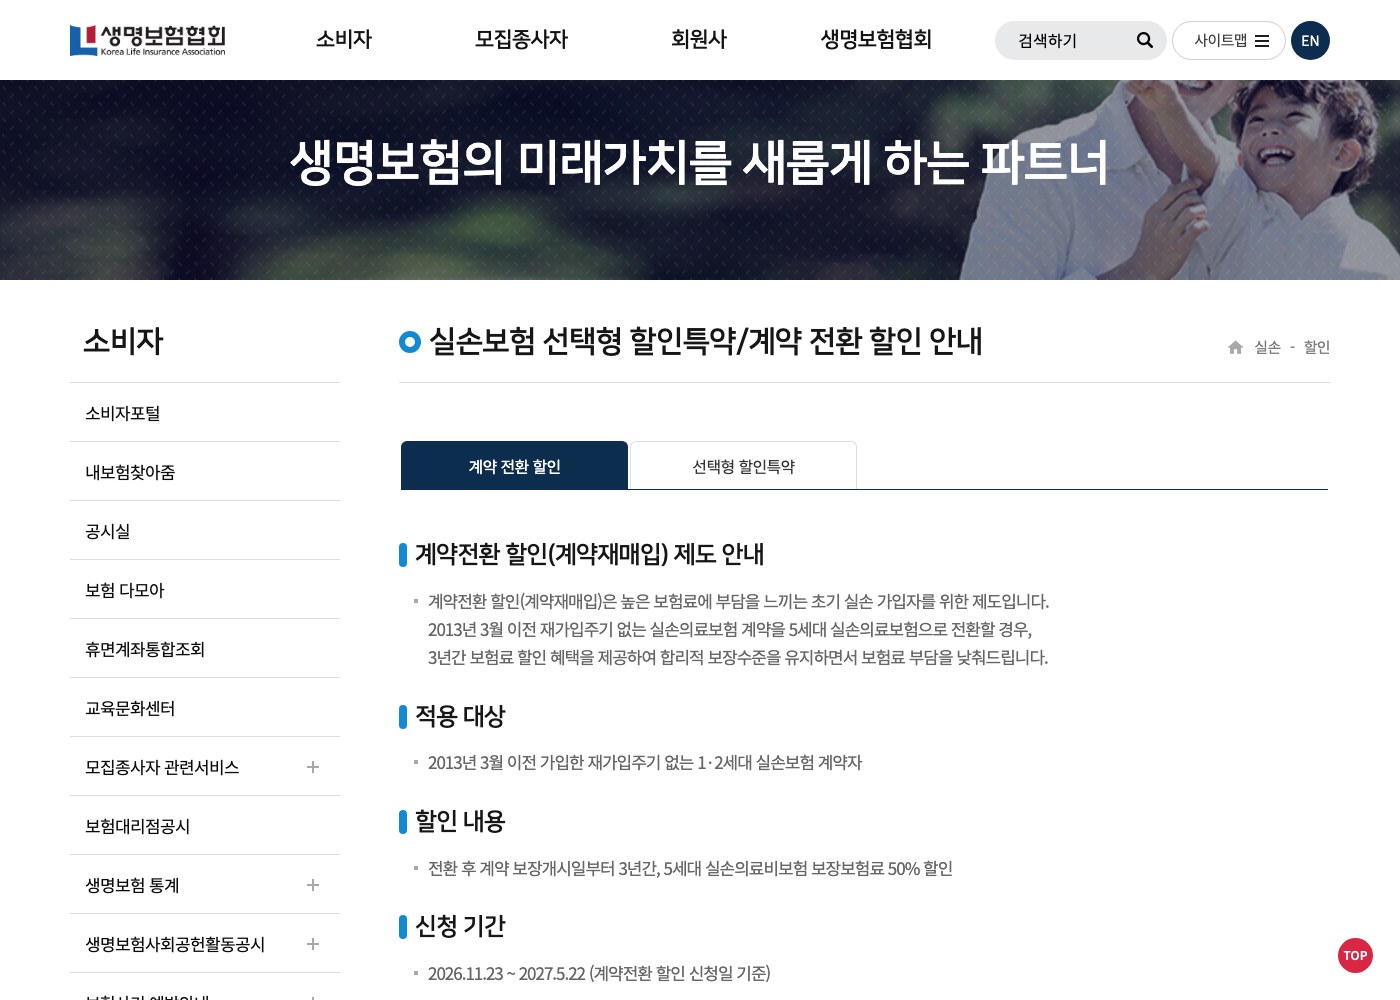 생명보험협회
Korea Life Insurance Association
소비자
모집종사자
회원사
생명보험협회
검색하기
사이트맵
EN
생명보험의 미래가치를 새롭게 하는 파트너
소비자
소비자포털
내보험찾아줌
공시실
보험 다모아
휴면계좌통합조회
교육문화센터
모집종사자 관련서비스
보험대리점공시
생명보험 통계
생명보험사회공헌활동공시
실손보험 선택형 할인특약/계약 전환 할인 안내
실손 - 할인
계약 전환 할인
선택형 할인특약
계약전환 할인(계약재매입) 제도 안내
계약전환 할인(계약재매입)은 높은 보험료에 부담을 느끼는 초기 실손 가입자를 위한 제도입니다.
2013년 3월 이전 재가입주기 없는 실손의료보험 계약을 5세대 실손의료보험으로 전환할 경우,
3년간 보험료 할인 혜택을 제공하여 합리적 보장수준을 유지하면서 보험료 부담을 낮춰드립니다.
적용 대상
2013년 3월 이전 가입한 재가입주기 없는 1·2세대 실손보험 계약자
할인 내용
전환 후 계약 보장개시일부터 3년간, 5세대 실손의료비보험 보장보험료 50% 할인
신청 기간
2026.11.23 ~ 2027.5.22 (계약전환 할인 신청일 기준)
TOP